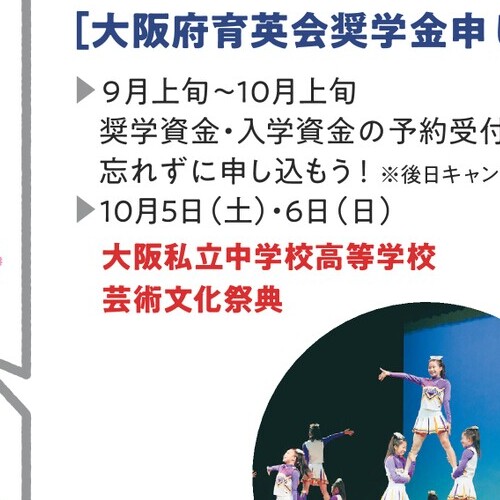 [大阪府育英会奨学金申し
9月上旬～10月上旬
奨学資金・入学資金の予約受付
忘れずに申し込もう！ ※後日キャン
10月5日（土）・6日（日）
大阪私立中学校高等学校
芸術文化祭典